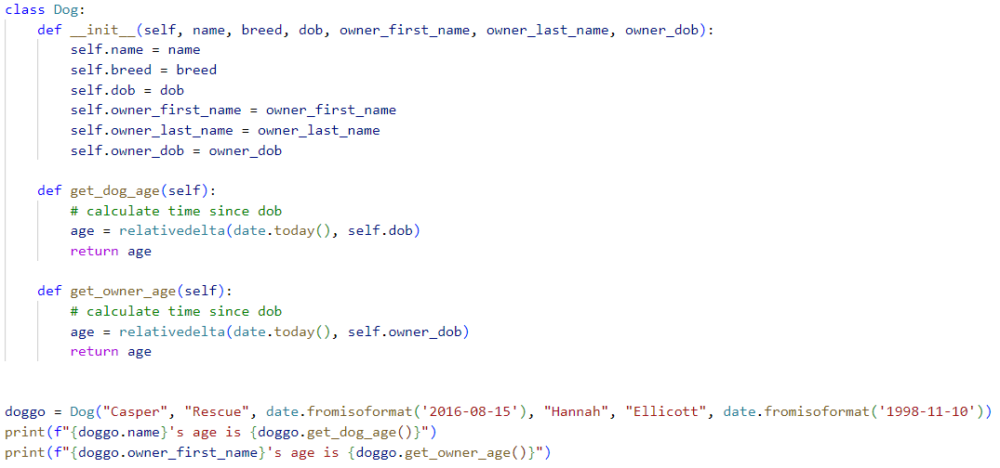 class Dog:
    def __init__(self, name, breed, dob, owner_first_name, owner_last_name, owner_dob):
        self.name = name
        self.breed = breed
        self.dob = dob
        self.owner_first_name = owner_first_name
        self.owner_last_name = owner_last_name
        self.owner_dob = owner_dob

    def get_dog_age(self):
        # calculate time since dob
        age = relativedelta(date.today(), self.dob)
        return age

    def get_owner_age(self):
        # calculate time since dob
        age = relativedelta(date.today(), self.owner_dob)
        return age

doggo = Dog("Casper", "Rescue", date.fromisoformat('2016-08-15'), "Hannah", "Ellicott", date.fromisoformat('1998-11-10'))
print(f"{doggo.name}'s age is {doggo.get_dog_age()}")
print(f"{doggo.owner_first_name}'s age is {doggo.get_owner_age()}")